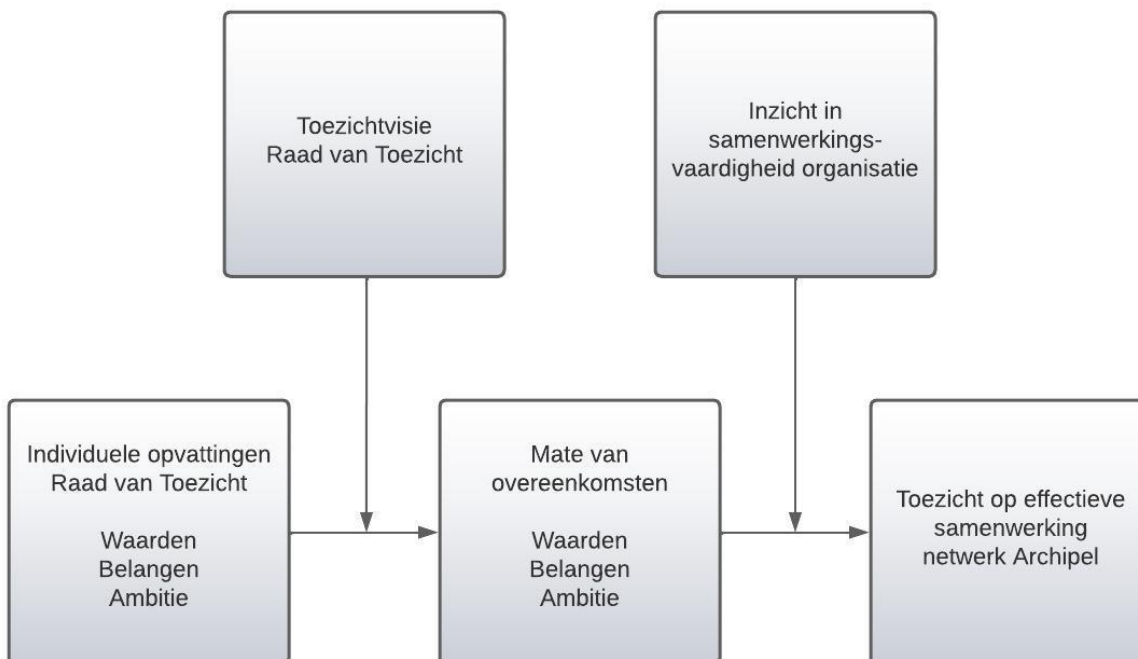 Toezichtvisie
Raad van Toezicht
Inzicht in
samenwerkings-
vaardigheid organisatie
Individuele opvattingen
Raad van Toezicht
Waarden
Belangen
Ambitie
Mate van
overeenkomsten
Waarden
Belangen
Ambitie
Toezicht op effectieve
samenwerking
netwerk Archipel